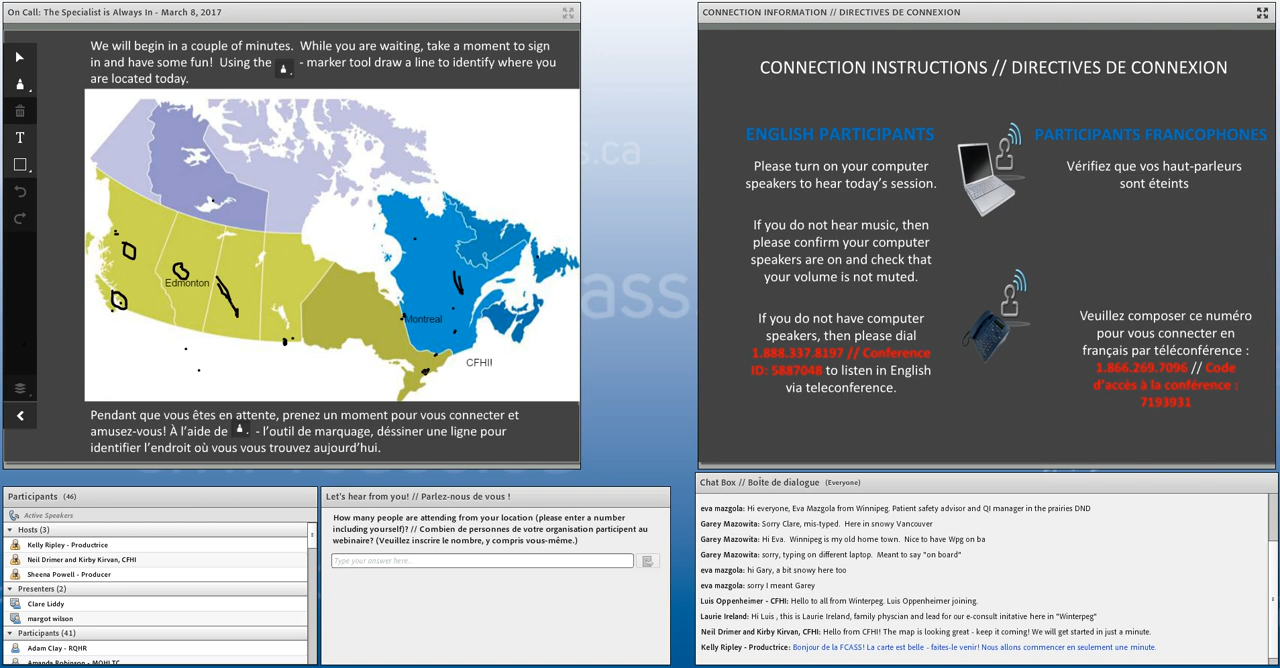 On Call: The Specialist is Always In - March 8, 2017
We will begin in a couple of minutes. While you are waiting, take a moment to sign
in and have some fun! Using the - marker tool draw a line to identify where you
are located today.
Edmonton
Montreal
CFHI
Pendant que vous êtes en attente, prenez un moment pour vous connecter et
amusez-vous! À l'aide de - l'outil de marquage, déssiner une ligne pour
identifier l'endroit où vous vous trouvez aujourd'hui.
s.ca
cass
CONNECTION INFORMATION // DIRECTIVES DE CONNEXION
CONNECTION INSTRUCTIONS // DIRECTIVES DE CONNEXION
ENGLISH PARTICIPANTS
Please turn on your computer
speakers to hear today's session.
If you do not hear music, then
please confirm your computer
speakers are on and check that
your volume is not muted.
If you do not have computer
speakers, then please dial
1.888.337.8197 // Conference
ID: 5887048 to listen in English
via teleconference.
PARTICIPANTS FRANCOPHONES
Vérifiez que vos haut-parleurs
sont éteints
Veuillez composer ce numéro
pour vous connecter en
français par téléconférence :
1.866.269.7096 // Code
d'accès à la conférence :
7193931
Participants (46)
Active Speakers
Hosts (3)
Kelly Ripley - Productrice
Neil Drimer and Kirby Kirvan, CFHI
Sheena Powell - Producer
Presenters (2)
Clare Liddy
margot wilson
Participants (41)
Adam Clay - RQHR
Amanda Robinson - MOHLTC
Let's hear from you! // Parlez-nous de vous !
How many people are attending from your location (please enter a number
including yourself)? // Combien de personnes de votre organisation participent au
webinaire? (Veuillez inscrire le nombre, y compris vous-même.)
Type your answer here..
Chat Box // Boîte de dialogue (Everyone)
eva mazgola: Hi everyone, Eva Mazgola from Winnipeg. Patient safety advisor and QI manager in the prairies DND
Garey Mazowita: Sorry Clare, mis-typed. Here in snowy Vancouver
Garey Mazowita: Hi Eva. Winnipeg is my old home town. Nice to have Wpg on ba
Garey Mazowita: sorry, typing on different laptop. Meant to say "on board"
eva mazgola: hi Gary, a bit snowy here too
eva mazgola: sorry I meant Garey
Luis Oppenheimer - CFHI: Hello to all from Winterpeg. Luis Oppenheimer joining.
Laurie Ireland: Hi Luis , this is Laurie Ireland, family physcian and lead for our e-consult initative here in "Winterpeg"
Neil Drimer and Kirby Kirvan, CFHI: Hello from CFHI! The map is looking great - keep it coming! We will get started in just a minute.
Kelly Ripley - Productrice: Bonjour de la FCASS! La carte est belle - faites-le venir! Nous allons commencer en seulement une minute.